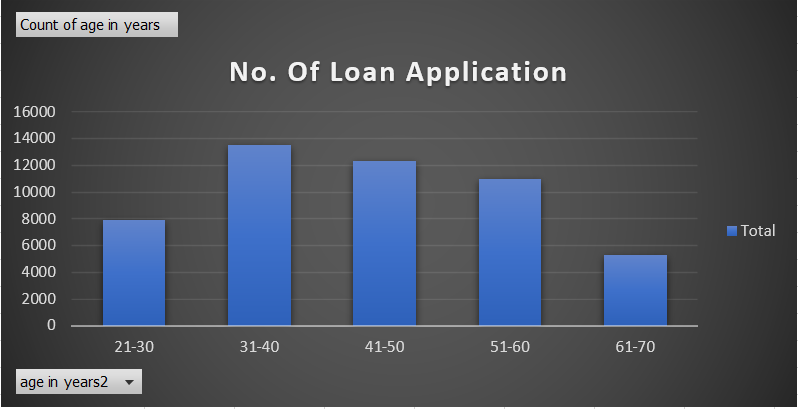 Count of age in years
No. Of Loan Application
16000
14000
12000
10000
8000
6000
4000
2000
0
Total
21-30 31-40 41-50 51-60 61-70
age in years2